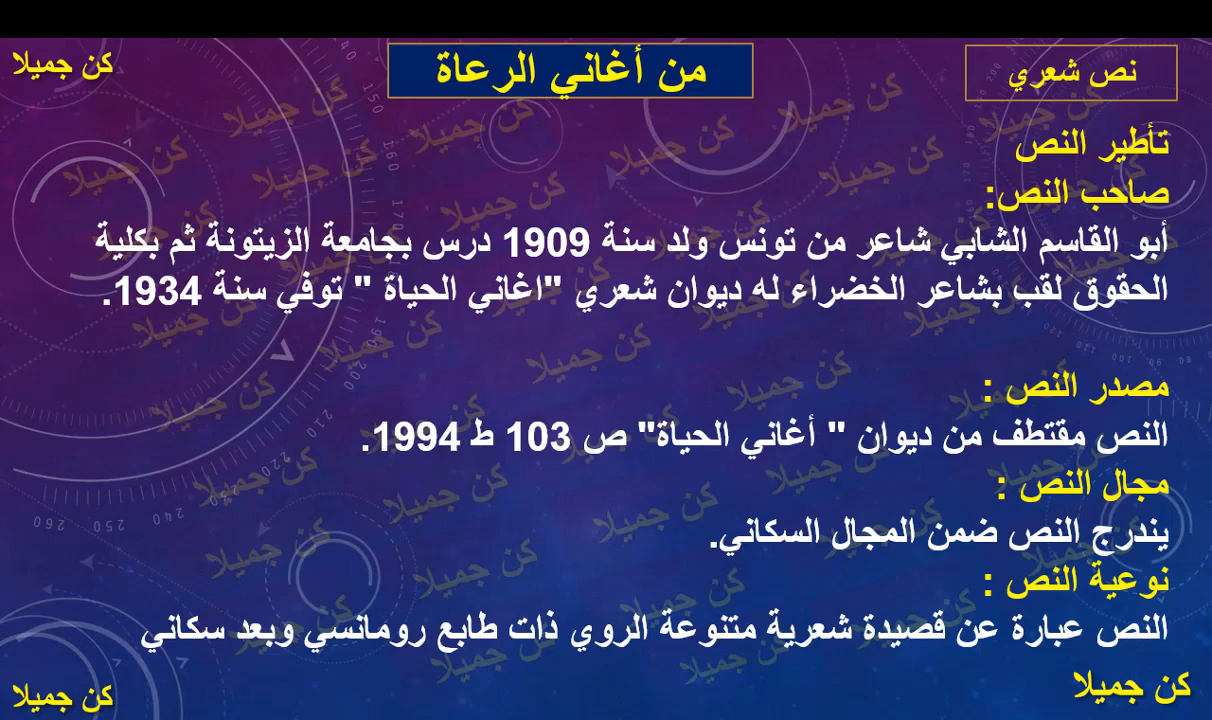 كن جميلا
من أغاني الرعاة
نص شعري
تأطير النص
صاحب النص:
أبو القاسم الشابي شاعر من تونس ولد سنة 1909 درس بجامعة الزيتونة ثم بكلية
الحقوق لقب بشاعر الخضراء له ديوان شعري "اغاني الحياة " توفي سنة 1934.
مصدر النص :
النص مقتطف من ديوان " أغاني الحياة" ص 103 ط 1994.
مجال النص :
يندرج النص ضمن المجال السكاني.
نوعية النص :
النص عبارة عن قصيدة شعرية متنوعة الروي ذات طابع رومانسي وبعد سكاني
كن جميلا
كن جميلا